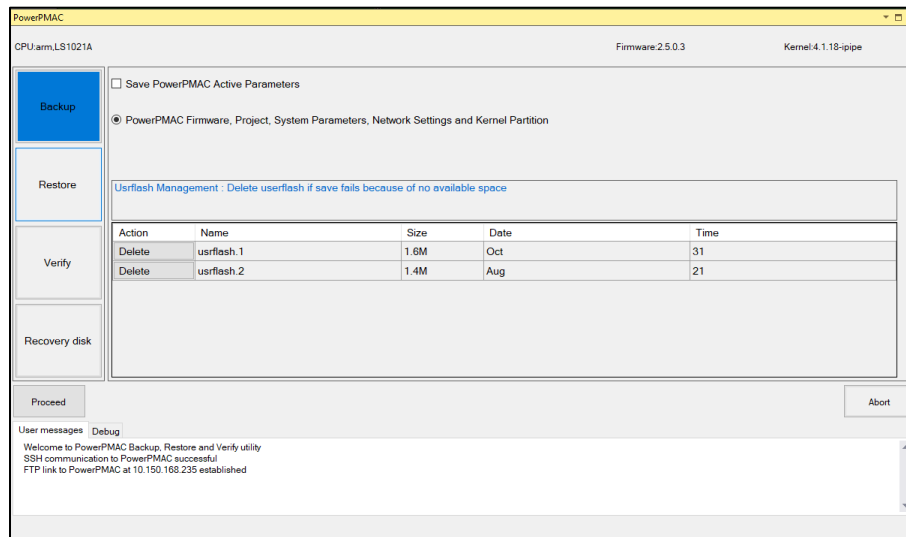 PowerPMAC
CPU:arm,LS1021A Firmware:2.5.0.3 Kernel:4.1.18-ipipe
Backup
Save PowerPMAC Active Parameters
PowerPMAC Firmware, Project, System Parameters, Network Settings and Kernel Partition
Restore
Usrflash Management : Delete userflash if save fails because of no available space
Action Name Size Date Time
Delete usrflash.1 1.6M Oct 31
Delete usrflash.2 1.4M Aug 21
Verify
Recovery disk
Proceed Abort
User messages Debug
Welcome to PowerPMAC Backup, Restore and Verify utility
SSH communication to PowerPMAC successful
FTP link to PowerPMAC at 10.150.168.235 established